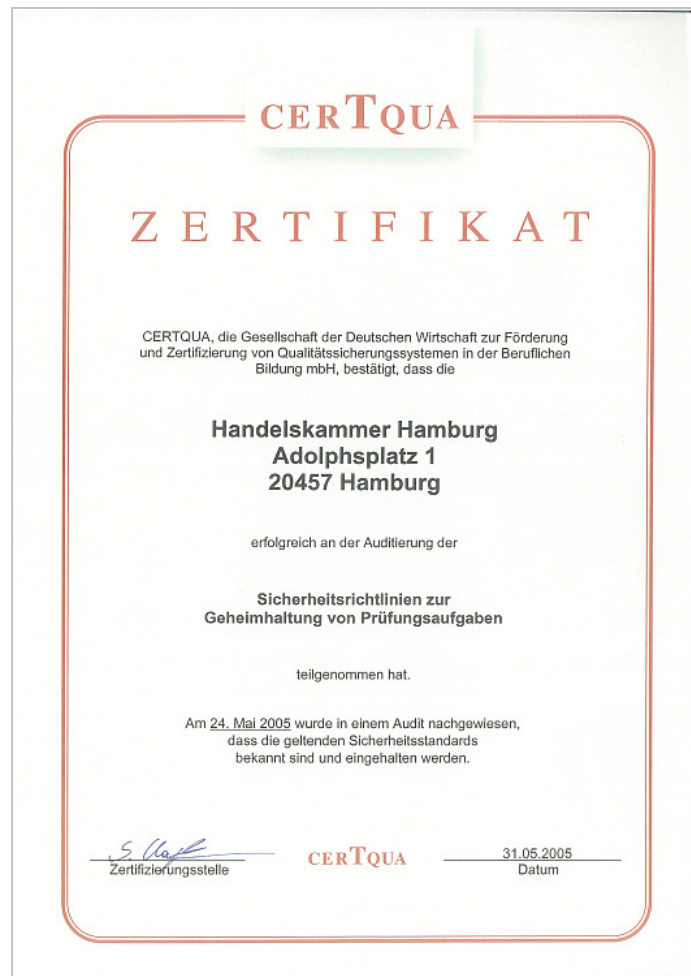 CERTQUA
ZERTIFIKAT
CERTQUA, die Gesellschaft der Deutschen Wirtschaft zur Förderung
und Zertifizierung von Qualitätssicherungssystemen in der Beruflichen
Bildung mbH, bestätigt, dass die
Handelskammer Hamburg
Adolphsplatz 1
20457 Hamburg
erfolgreich an der Auditierung der
Sicherheitsrichtlinien zur
Geheimhaltung von Prüfungsaufgaben
teilgenommen hat.
Am 24. Mai 2005 wurde in einem Audit nachgewiesen,
dass die geltenden Sicherheitsstandards
bekannt sind und eingehalten werden.
Zertifizierungsstelle
CERTQUA
31.05.2005
Datum